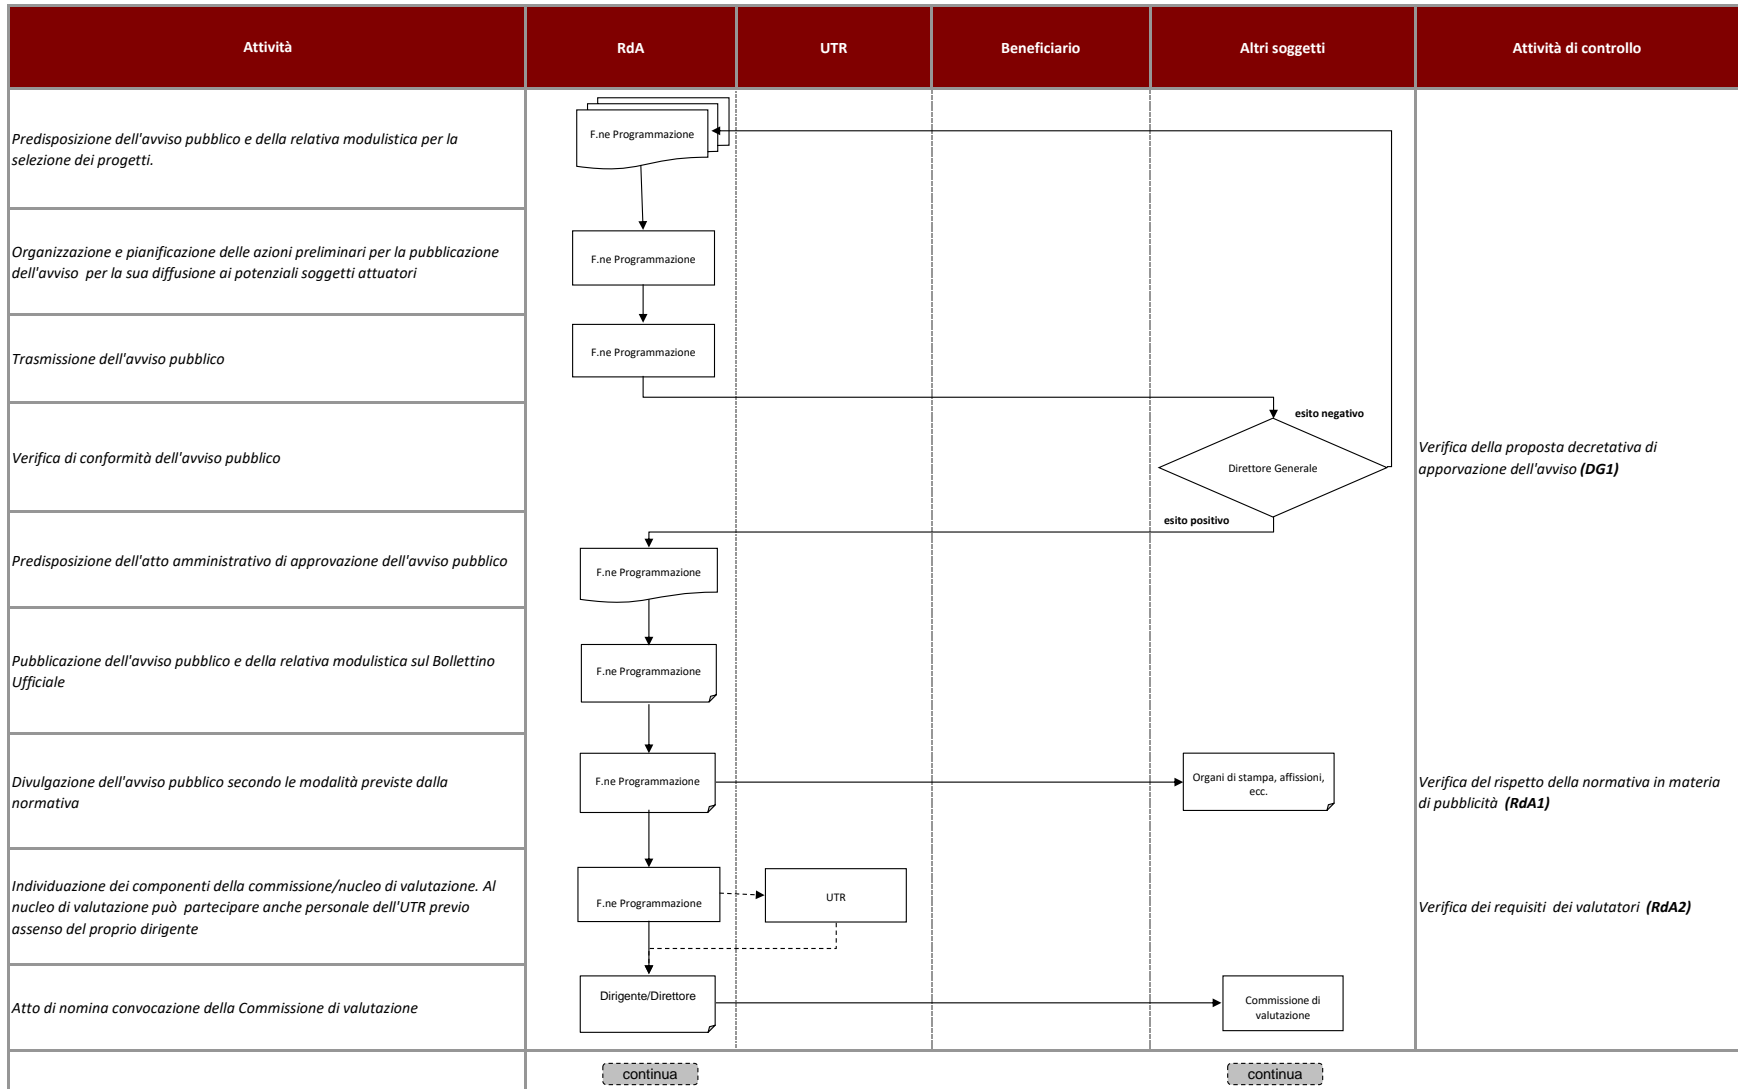 Attività
RdA
UTR
Beneficiario
Altri soggetti
Attività di controllo
Predisposizione dell'avviso pubblico e della relativa modulistica per la
selezione dei progetti.
F.ne Programmazione
Organizzazione e pianificazione delle azioni preliminari per la pubblicazione
dell'avviso  per la sua diffusione ai potenziali soggetti attuatori
F.ne Programmazione
Trasmissione dell'avviso pubblico
F.ne Programmazione
esito negativo
Verifica di conformità dell'avviso pubblico
Direttore Generale
Verifica della proposta decretativa di
apporvazione dell'avviso (DG1)
esito positivo
Predisposizione dell'atto amministrativo di approvazione dell'avviso pubblico
F.ne Programmazione
Pubblicazione dell'avviso pubblico e della relativa modulistica sul Bollettino
Ufficiale
F.ne Programmazione
Divulgazione dell'avviso pubblico secondo le modalità previste dalla
normativa
F.ne Programmazione
Organi di stampa, affissioni,
ecc.
Verifica del rispetto della normativa in materia
di pubblicità  (RdA1)
Individuazione dei componenti della commissione/nucleo di valutazione. Al
nucleo di valutazione può  partecipare anche personale dell'UTR previo
assenso del proprio dirigente
F.ne Programmazione
UTR
Verifica dei requisiti  dei valutatori  (RdA2)
Atto di nomina convocazione della Commissione di valutazione
Dirigente/Direttore
Commissione di
valutazione
continua
continua